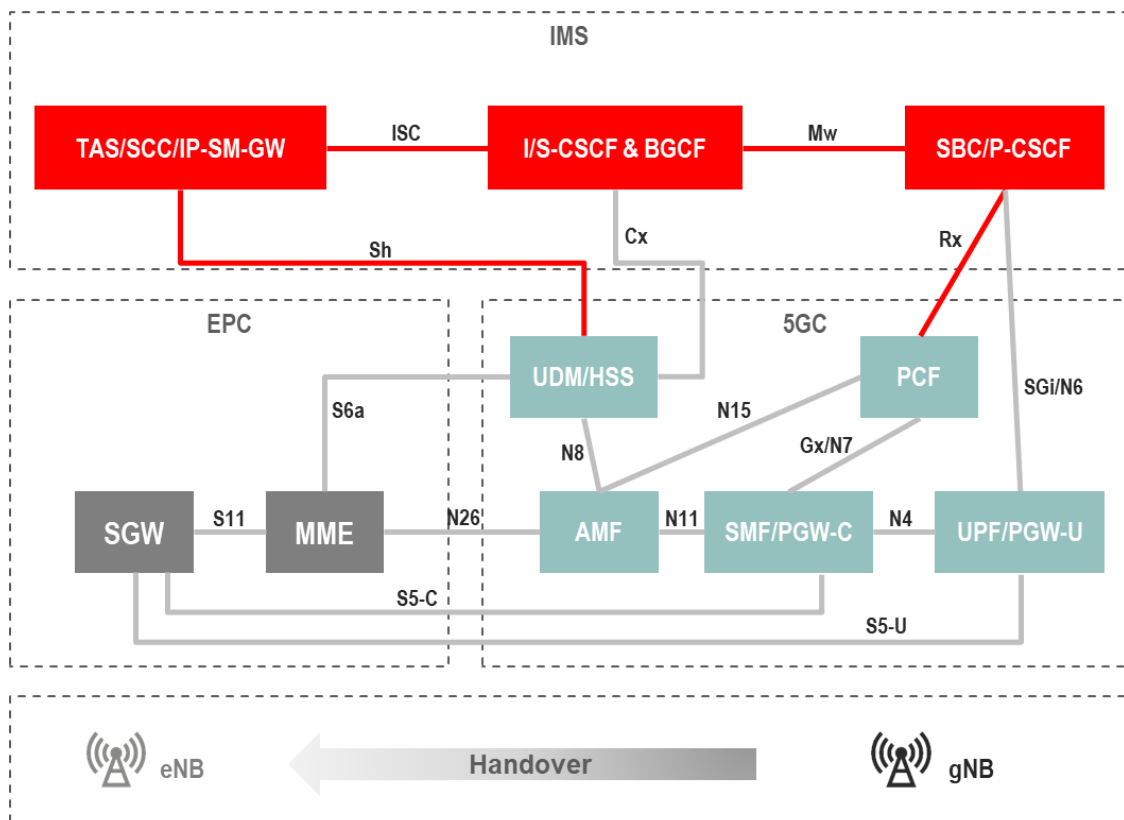 IMS
TAS/SCC/IP-SM-GW
ISC
I/S-CSCF & BGCF
Mw
SBC/P-CSCF
Sh
Cx
Rx
EPC
5GC
UDM/HSS
PCF
S6a
N15
SGi/N6
N8
Gx/N7
SGW
S11
MME
N26
AMF
N11
SMF/PGW-C
N4
UPF/PGW-U
S5-C
S5-U
eNB
Handover
gNB